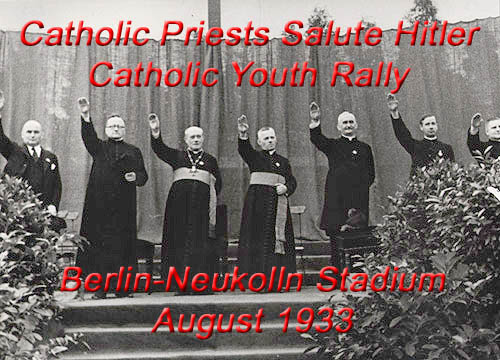 Catholic Priests Salute Hitler
Catholic Youth Rally
Berlin-Neukolln Stadium
August 1933